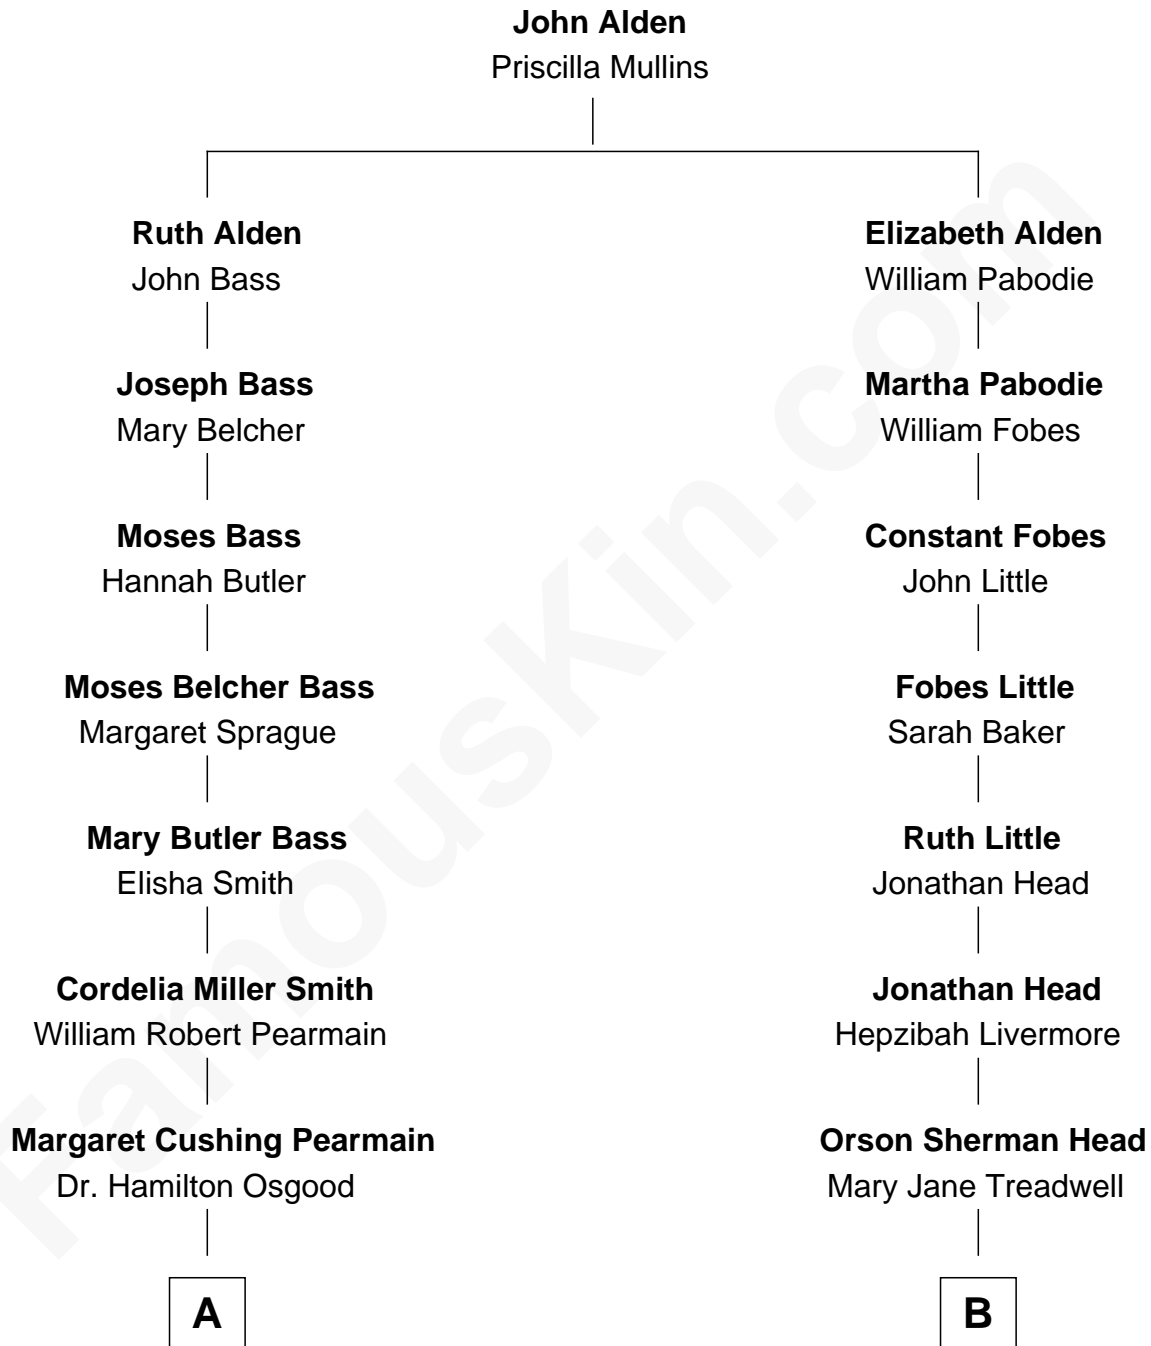 John Alden
Priscilla Mullins
Ruth Alden
John Bass
Elizabeth Alden
William Pabodie
Joseph Bass
Mary Belcher
Martha Pabodie
William Fobes
Moses Bass
Hannah Butler
Constant Fobes
John Little
Moses Belcher Bass
Margaret Sprague
Fobes Little
Sarah Baker
Mary Butler Bass
Elisha Smith
Ruth Little
Jonathan Head
Cordelia Miller Smith
William Robert Pearmain
Jonathan Head
Hepzibah Livermore
Margaret Cushing Pearmain
Dr. Hamilton Osgood
Orson Sherman Head
Mary Jane Treadwell
A
B
FamousKin.com